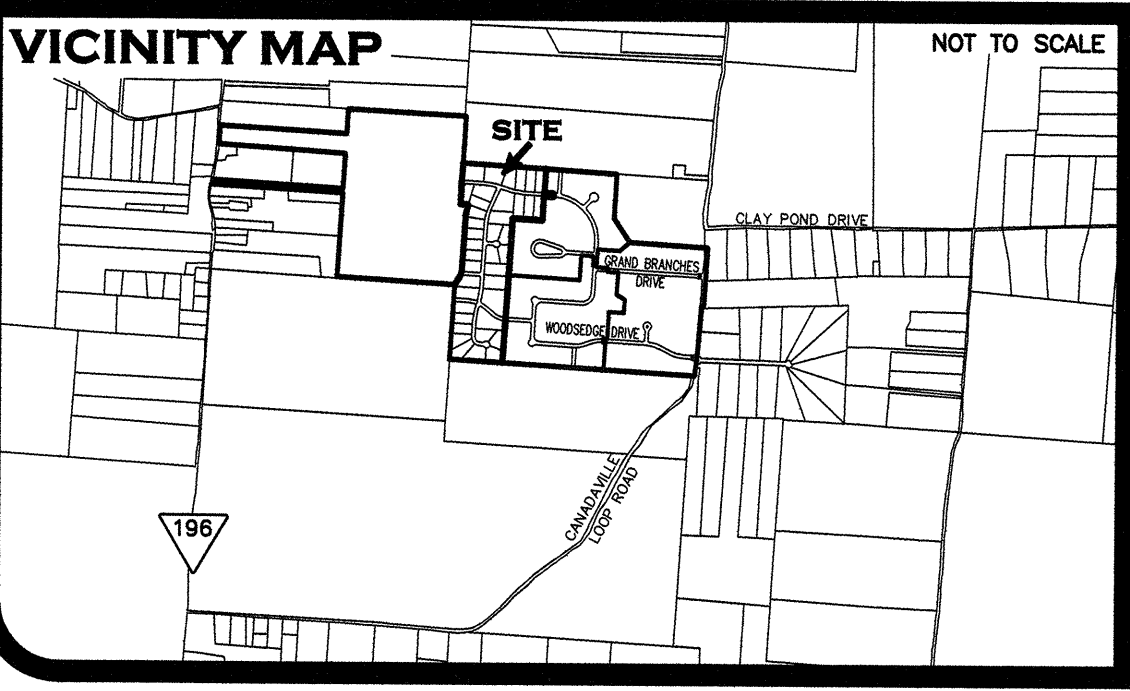 VICINITY MAP
NOT TO SCALE
SITE
CLAY POND DRIVE
GRAND BRANCHES
DRIVE
WOODSEDGE DRIVE
CANADAVILLE
LOOP ROAD
196